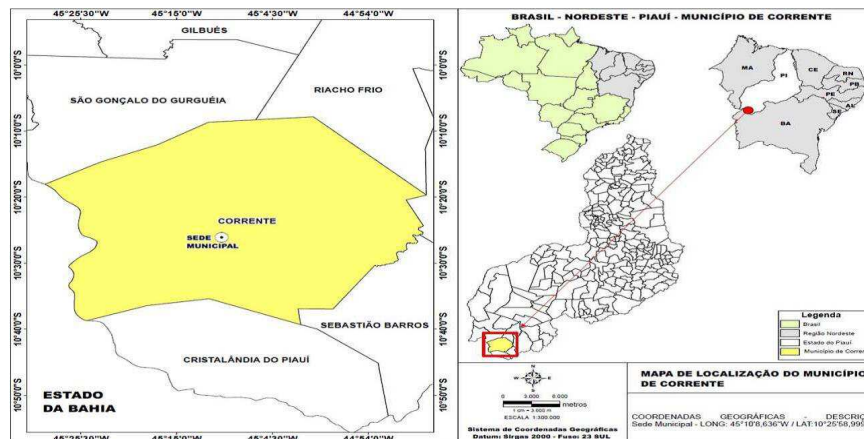 45°25'30"W 45°15'0"W 45°4'30"W 44°54'0"W
GILBUÉS
10°0'0"S
SÃO GONÇALO DO GURGUÉIA
RIACHO FRIO
10°10'0"S
10°20'0"S
CORRENTE
SEDE
MUNICIPAL
10°30'0"S
10°40'0"S
SEBASTIÃO BARROS
CRISTALÂNDIA DO PIAUÍ
ESTADO
DA BAHIA
10°50'0"S
45°25'30"W 45°15'0"W 45°4'30"W 44°54'0"W
10°0'0"S
10°10'0"S
10°20'0"S
10°30'0"S
10°40'0"S
10°50'0"S
BRASIL - NORDESTE - PIAUÍ - MUNICÍPIO DE CORRENTE
MA
PI
CE
RN
PB
PE
AL
SE
BA
Legenda
Brasil
Região Nordeste
Estado do Piauí
Município de Corren
N
W E
S
0 3.000 6.000
metros
1 cm = 3.000 m
ESCALA 1:300.000
Sistema de Coordenadas Geográficas
Datum: Sirgas 2000 - Fuso: 23 SUL
MAPA DE LOCALIZAÇÃO DO MUNICÍPIO
DE CORRENTE
COORDENADAS GEOGRÁFICAS - DESCRIÇ
Sede Municipal - LONG: 45°10'8,636"W / LAT:10°25'58,99